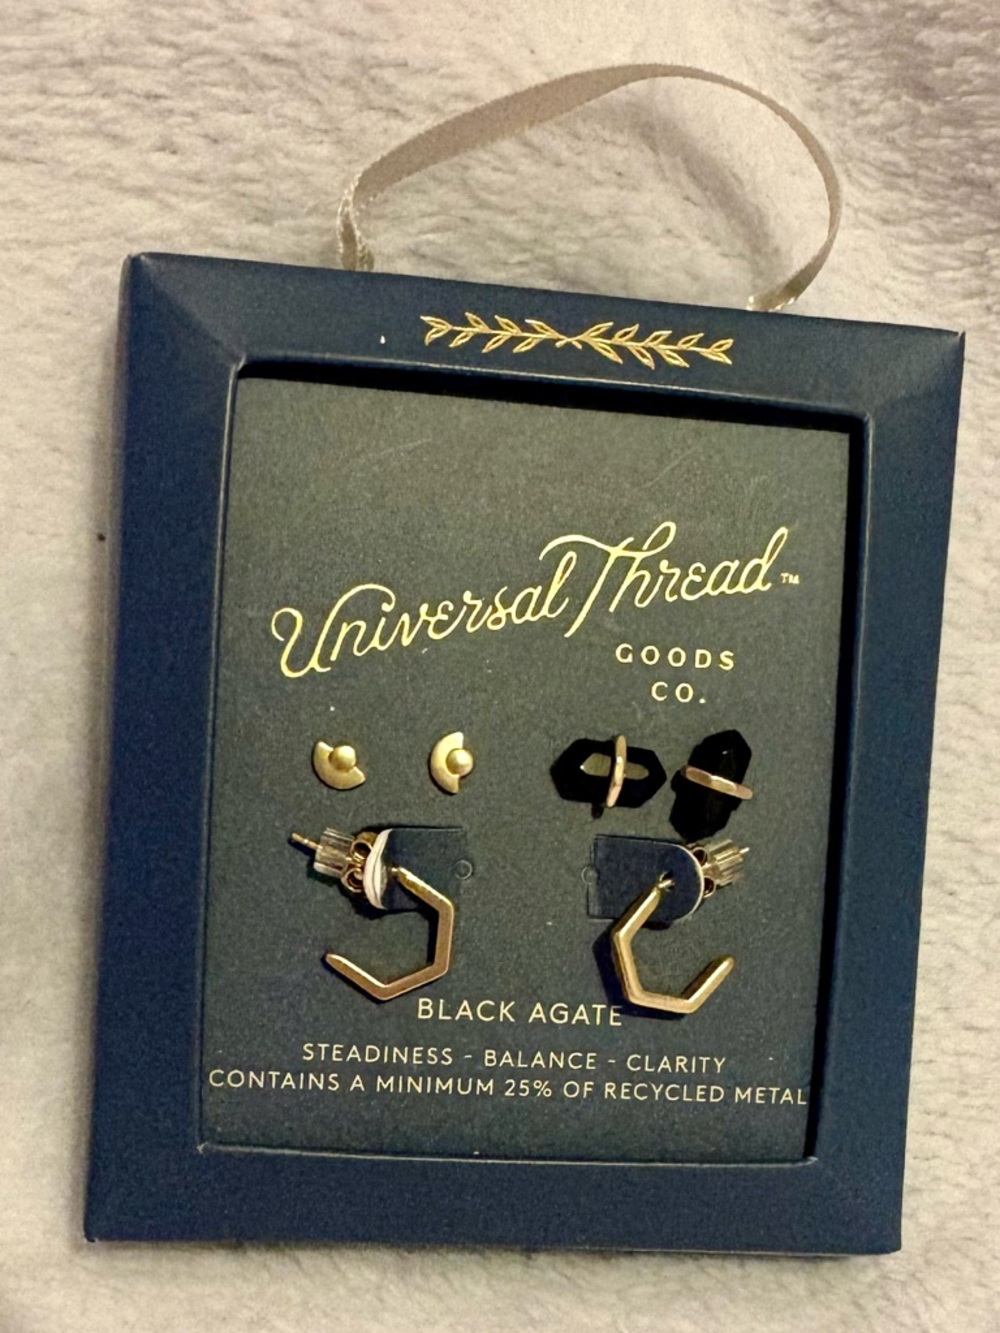 Universal Thread™
GOODS
CO.
BLACK AGATE
STEADINESS - BALANCE - CLARITY
CONTAINS A MINIMUM 25% OF RECYCLED METAL